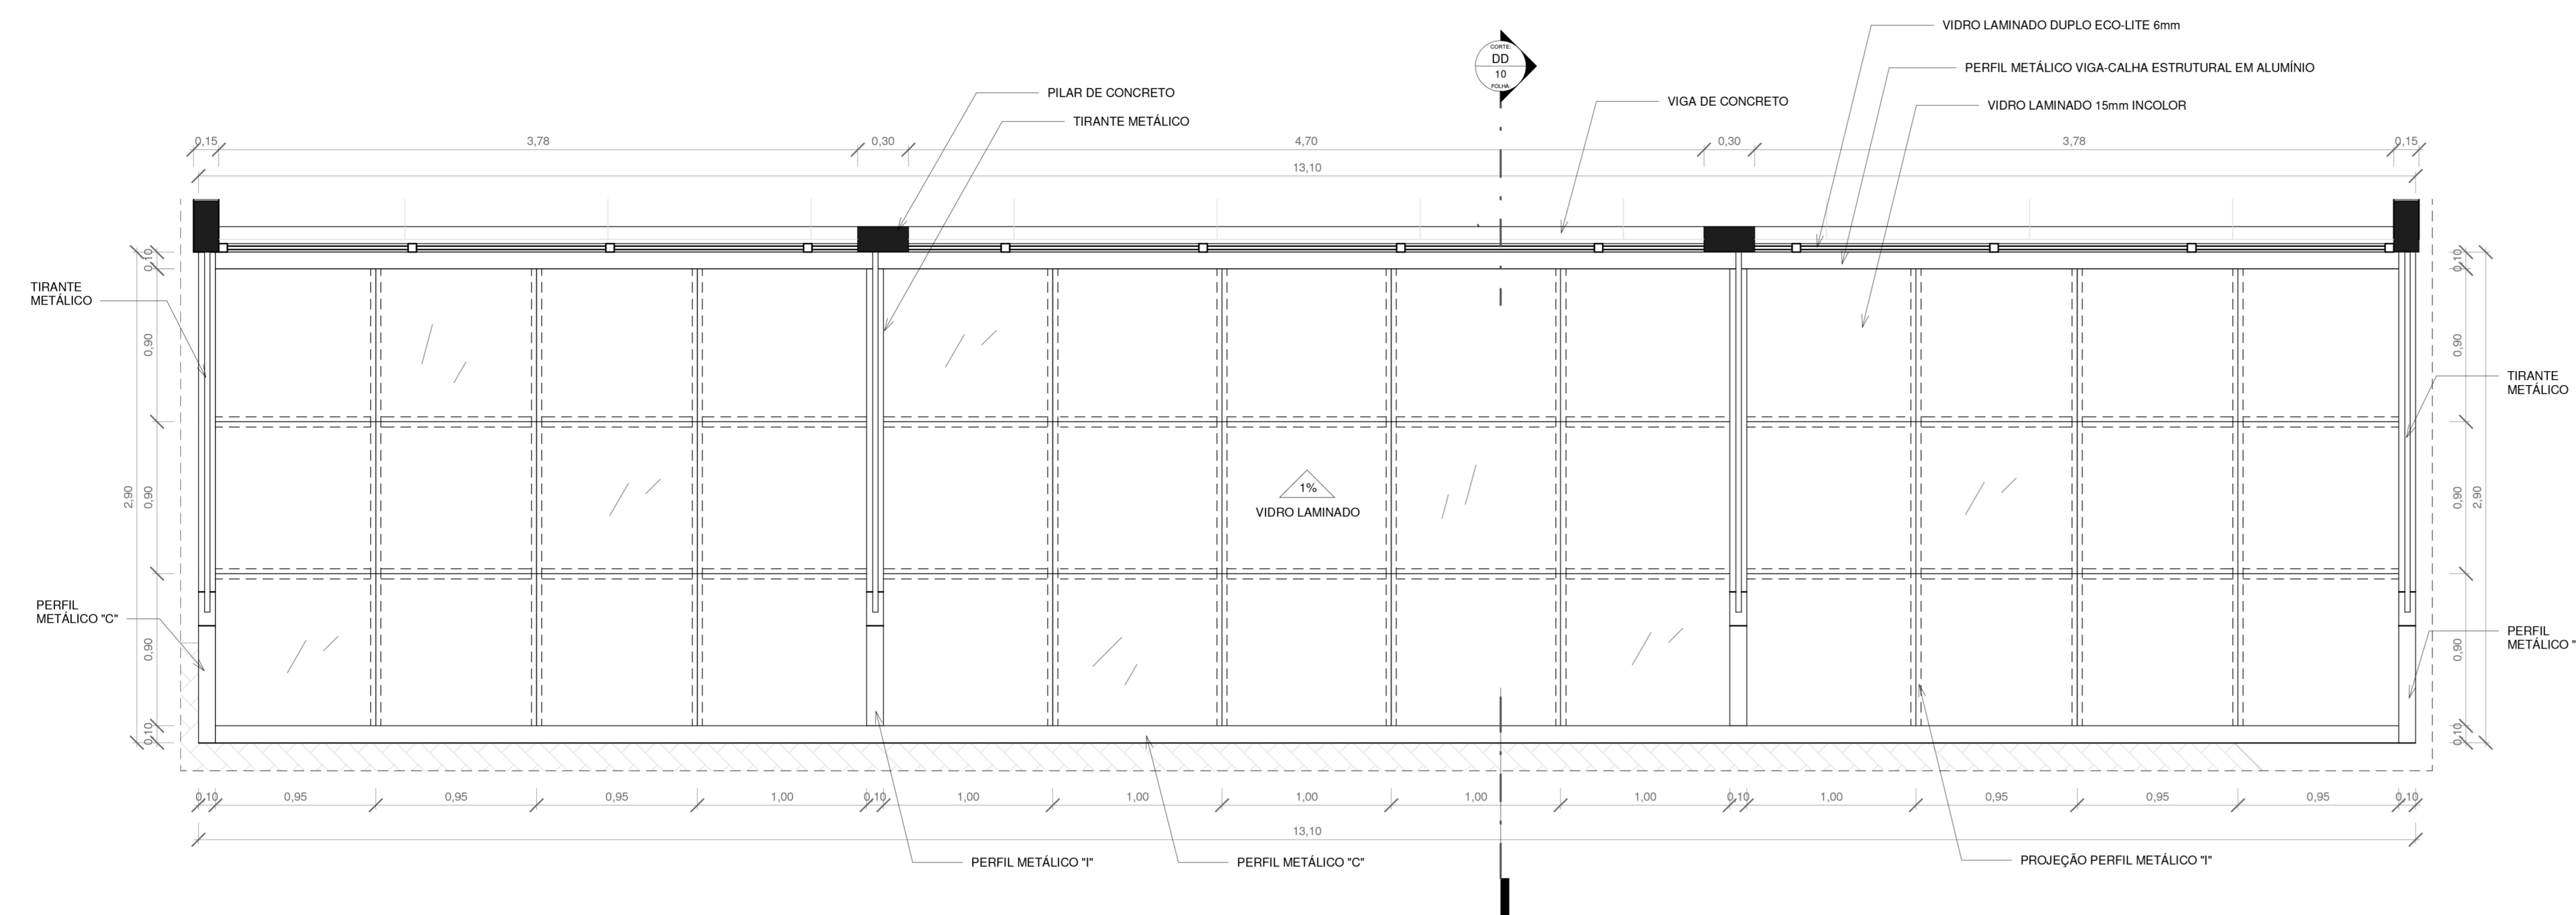 VIDRO LAMINADO DUPLO ECO-LITE 6mm
CORTE:
DD
10
FOLHA:
PERFIL METÁLICO VIGA-CALHA ESTRUTURAL EM ALUMÍNIO
PILAR DE CONCRETO
VIGA DE CONCRETO
VIDRO LAMINADO 15mm INCOLOR
TIRANTE METÁLICO
0,15
3,78
0,30
4,70
0,30
3,78
0,15
13,10
0,10
0,10
TIRANTE
METÁLICO
0,90
0,90
TIRANTE
METÁLICO
2,90
0,90
1%
VIDRO LAMINADO
0,90
2,90
PERFIL
METÁLICO "C"
0,90
0,90
PERFIL
METÁLICO "
0,10
0,10
0,10
0,95
0,95
0,95
1,00
0,10
1,00
1,00
1,00
1,00
1,00
0,10
1,00
0,95
0,95
0,95
0,10
13,10
PERFIL METÁLICO "I"
PERFIL METÁLICO "C"
PROJEÇÃO PERFIL METÁLICO "I"